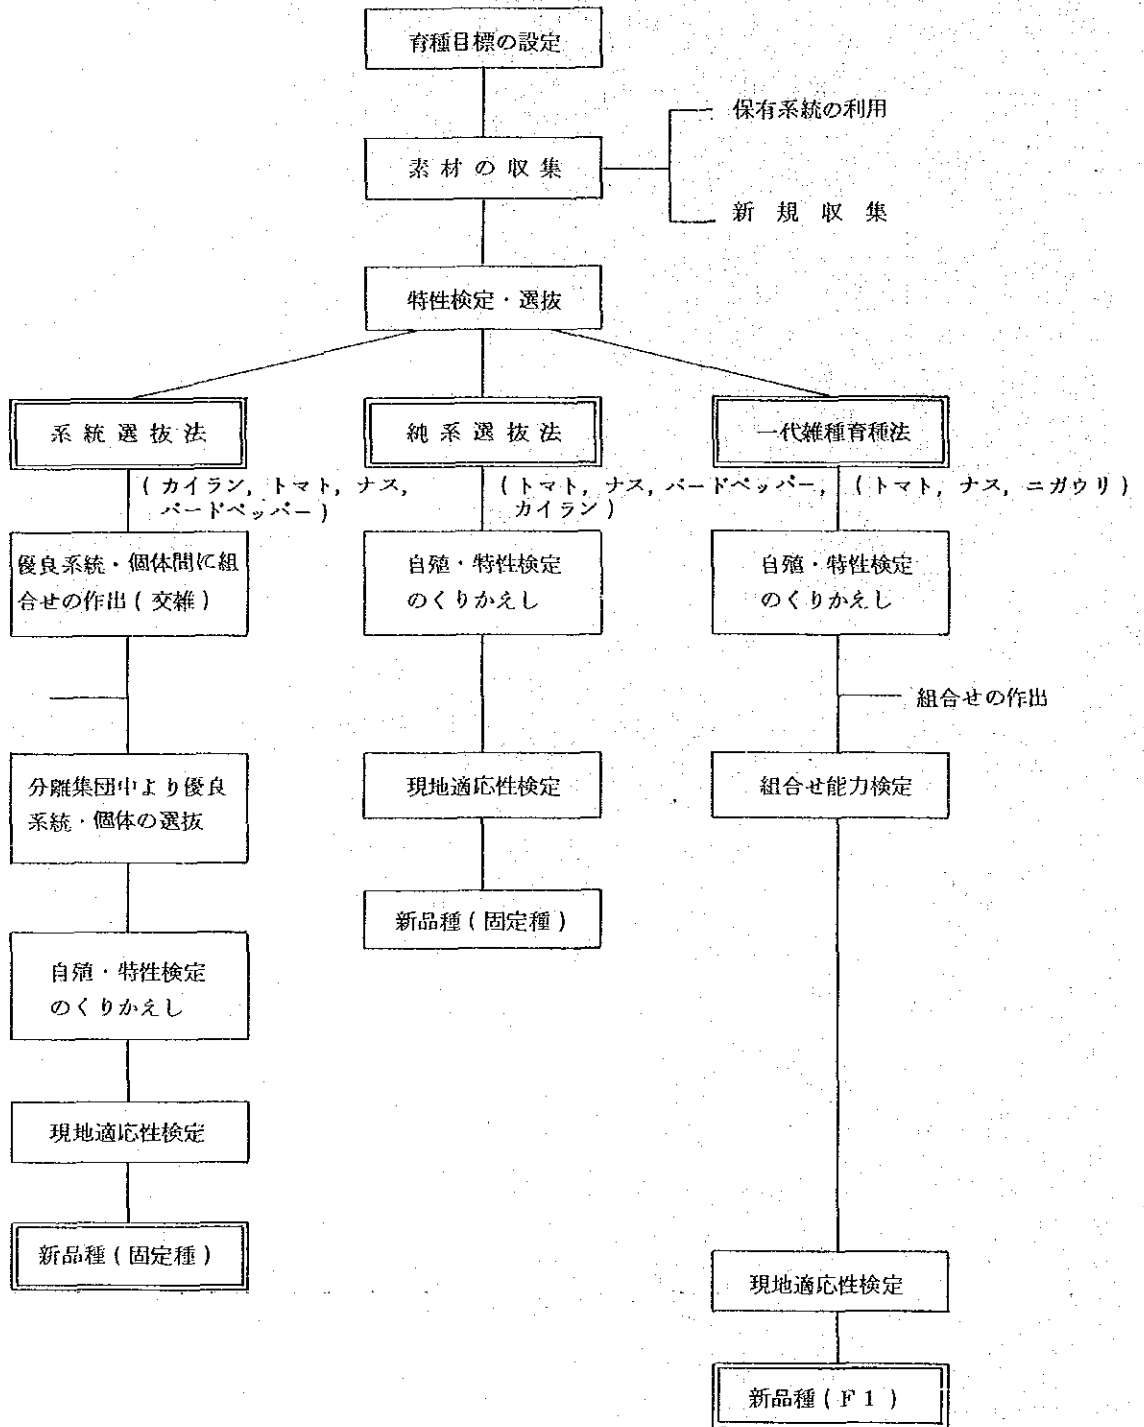 育種目標の設定
保有系統の利用
素材の収集
新規収集
特性検定・選抜
系統選抜法
(カイラン,トマト,ナス,
バードペッパー)
優良系統・個体間に組
合せの作出(交雑)
分離集団中より優良
系統・個体の選抜
自殖・特性検定
のくりかえし
現地適応性検定
新品種(固定種)
純系選抜法
(トマト,ナス,バードペッパー,
カイラン)
自殖・特性検定
のくりかえし
現地適応性検定
新品種(固定種)
一代雑種育種法
(トマト,ナス,ニガウリ)
自殖・特性検定
のくりかえし
組合せの作出
組合せ能力検定
現地適応性検定
新品種(F1)